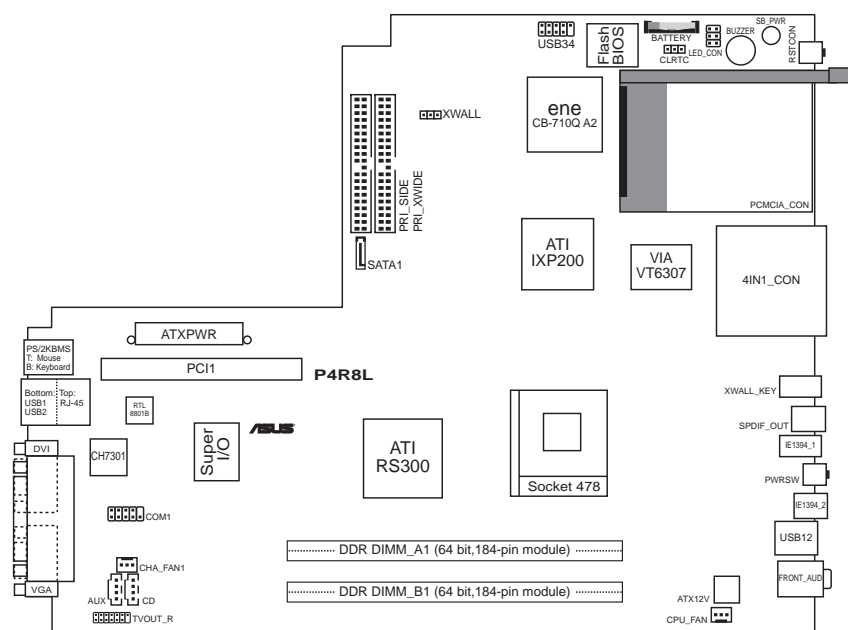 USB34
Flash
BIOS
BATTERY
CLRTC
LED_CON
BUZZER
SB_PWR
RSTCON
XWALL
ene
CB-710Q A2
PRI_SIDE
PRI_XWIDE
PCMCIA_CON
SATA1
ATI
IXP200
VIA
VT6307
4IN1_CON
ATXPWR
PS/2KBMS
T: Mouse
B: Keyboard
PCI1
P4R8L
Bottom:
USB1
USB2
Top:
RJ-45
RTL
8801B
XWALL_KEY
ASUS
SPDIF_OUT
DVI
CH7301
Super
I/O
ATI
RS300
Socket 478
IE1394_1
PWRSW
IE1394_2
COM1
USB12
DDR DIMM_A1 (64 bit,184-pin module)
CHA_FAN1
FRONT_AUD
VGA
AUX
CD
DDR DIMM_B1 (64 bit,184-pin module)
ATX12V
TVOUT_R
CPU_FAN